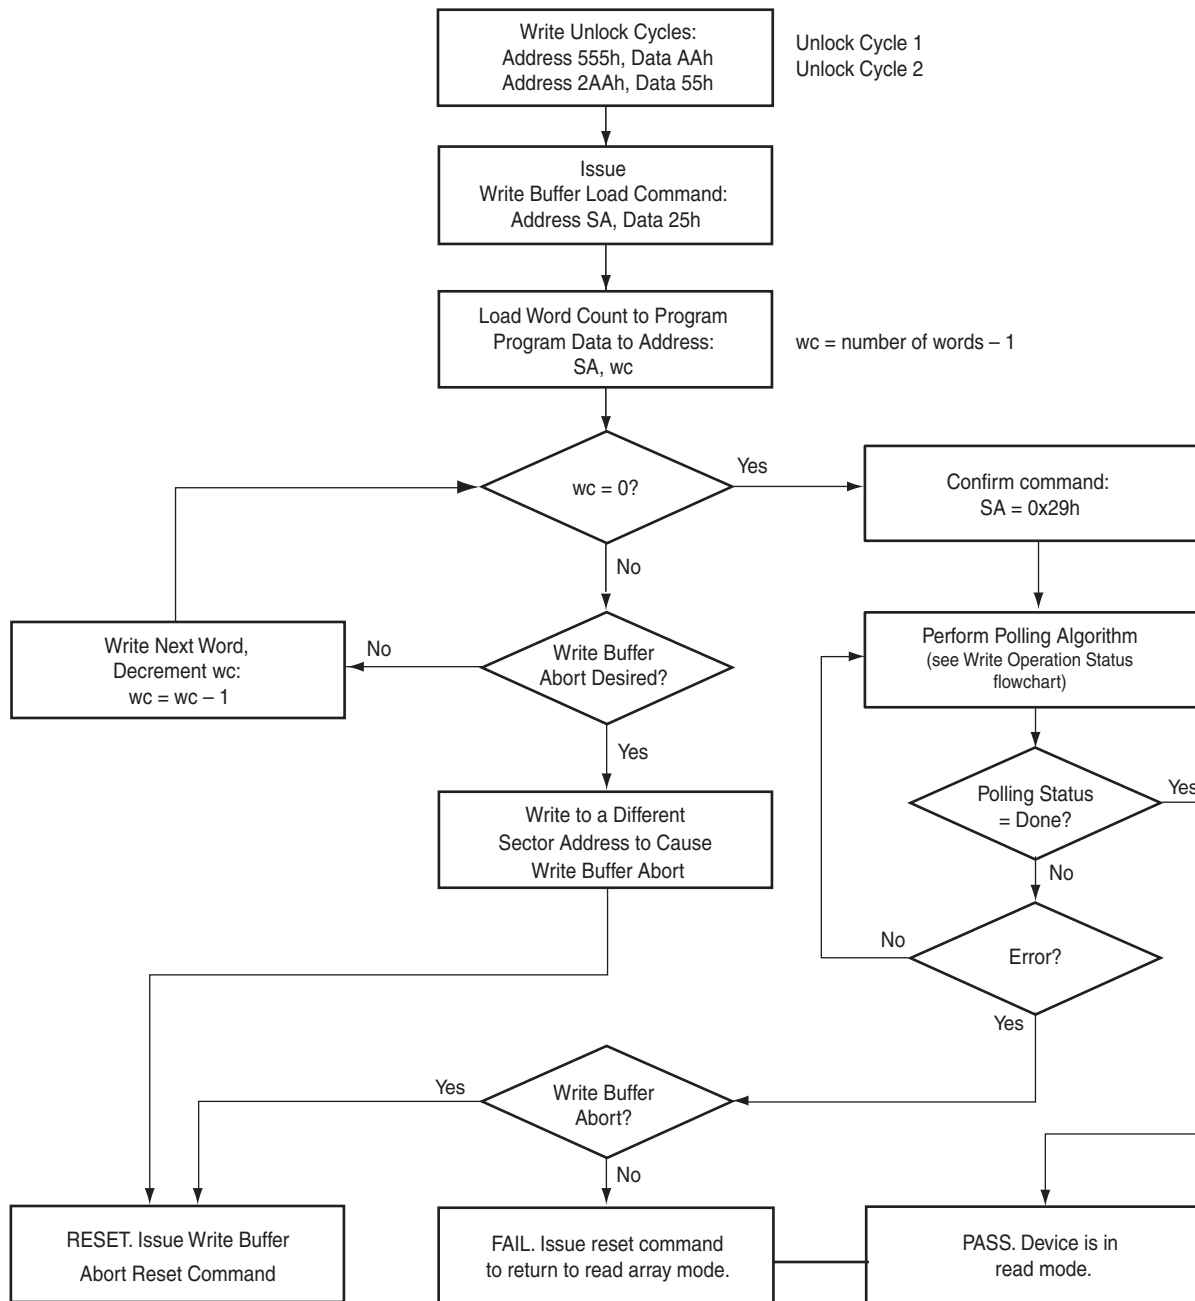 Write Unlock Cycles:
Address 555h, Data AAh
Address 2AAh, Data 55h
Unlock Cycle 1
Unlock Cycle 2
Issue
Write Buffer Load Command:
Address SA, Data 25h
Load Word Count to Program
Program Data to Address:
SA, wc
wc = number of words – 1
wc = 0?
Yes
Confirm command:
SA = 0x29h
No
Write Next Word,
Decrement wc:
wc = wc – 1
No
Write Buffer
Abort Desired?
Perform Polling Algorithm
(see Write Operation Status
flowchart)
Yes
Write to a Different
Sector Address to Cause
Write Buffer Abort
Polling Status
= Done?
Yes
No
No
Error?
Yes
Yes
Write Buffer
Abort?
No
RESET. Issue Write Buffer
Abort Reset Command
FAIL. Issue reset command
to return to read array mode.
PASS. Device is in
read mode.